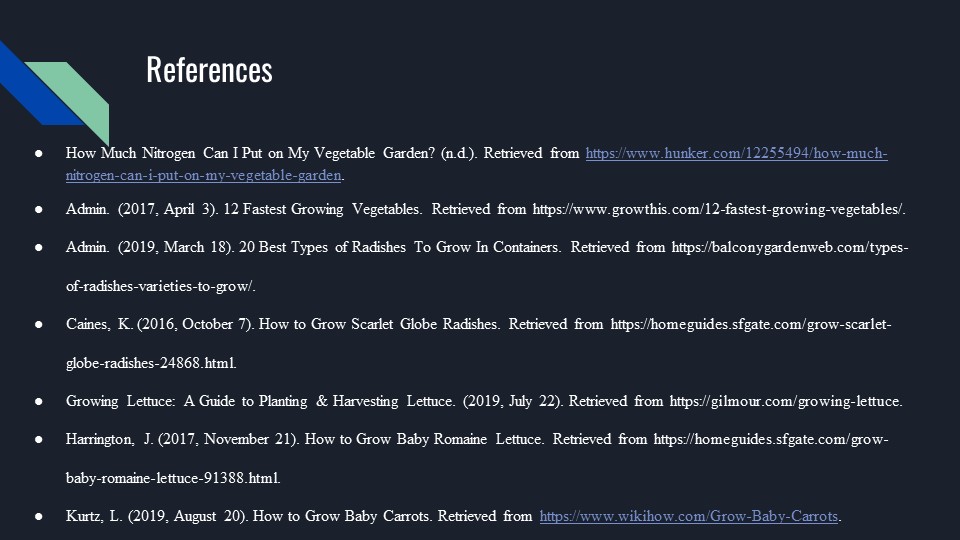 References
● How Much Nitrogen Can I Put on My Vegetable Garden? (n.d.). Retrieved from https://www.hunker.com/12255494/how-much-
nitrogen-can-i-put-on-my-vegetable-garden.
● Admin. (2017, April 3). 12 Fastest Growing Vegetables. Retrieved from https://www.growthis.com/12-fastest-growing-vegetables/.
● Admin. (2019, March 18). 20 Best Types of Radishes To Grow In Containers. Retrieved from https://balconygardenweb.com/types-
of-radishes-varieties-to-grow/.
● Caines, K. (2016, October 7). How to Grow Scarlet Globe Radishes. Retrieved from https://homeguides.sfgate.com/grow-scarlet-
globe-radishes-24868.html.
● Growing Lettuce: A Guide to Planting & Harvesting Lettuce. (2019, July 22). Retrieved from https://gilmour.com/growing-lettuce.
● Harrington, J. (2017, November 21). How to Grow Baby Romaine Lettuce. Retrieved from https://homeguides.sfgate.com/grow-
baby-romaine-lettuce-91388.html.
● Kurtz, L. (2019, August 20). How to Grow Baby Carrots. Retrieved from https://www.wikihow.com/Grow-Baby-Carrots.